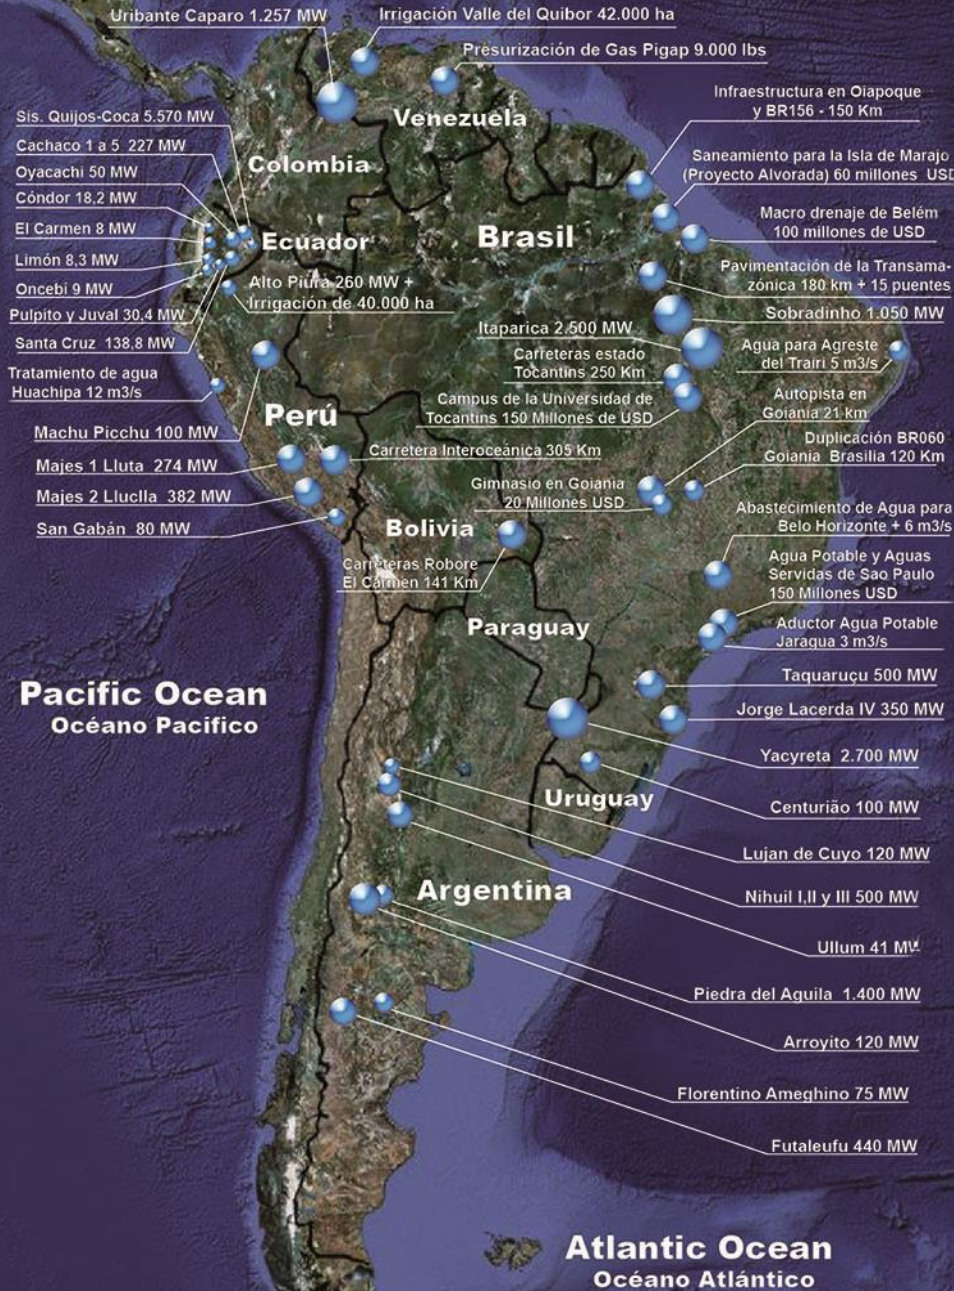 Uribante Caparo 1.257 MW
Irrigación Valle del Quibor 42.000 ha
Presurización de Gas Pigap 9.000 lbs
Venezuela
Colombia
Ecuador
Brasil
Perú
Bolivia
Paraguay
Uruguay
Argentina
Sis. Quijos-Coca 5.570 MW
Cachaco 1 a 5 227 MW
Oyacachi 50 MW
Cóndor 18,2 MW
El Carmen 8 MW
Limón 8,3 MW
Oncebi 9 MW
Pulpito y Juval 30,4 MW
Santa Cruz 138,8 MW
Tratamiento de agua
Huachipa 12 m3/s
Alto Piura 260 MW +
Irrigación de 40.000 ha
Machu Picchu 100 MW
Majes 1 Lluta 274 MW
Majes 2 Lluclla 382 MW
San Gabán 80 MW
Carretera Interoceánica 305 Km
Carreteras Robore
El Carmen 141 Km
Infraestructura en Oiapoque
y BR156 - 150 Km
Saneamiento para la Isla de Marajo
(Proyecto Alvorada) 60 millones USD
Macro drenaje de Belém
100 millones de USD
Pavimentación de la Transama-
zónica 180 km + 15 puentes
Sobradinho 1.050 MW
Itaparica 2.500 MW
Carreteras estado
Tocantins 250 Km
Campus de la Universidad de
Tocantins 150 Millones de USD
Agua para Agreste
del Trairi 5 m3/s
Autopista en
Goiania 21 km
Duplicación BR060
Goiania Brasilia 120 Km
Gimnasio en Goiania
20 Millones USD
Abastecimiento de Agua para
Belo Horizonte + 6 m3/s
Agua Potable y Aguas
Servidas de Sao Paulo
150 Millones USD
Aductor Agua Potable
Jaragua 3 m3/s
Taquaruçu 500 MW
Jorge Lacerda IV 350 MW
Yacyreta 2.700 MW
Centurião 100 MW
Lujan de Cuyo 120 MW
Nihuil I,II y III 500 MW
Ullum 41 MW
Piedra del Aguila 1.400 MW
Arroyito 120 MW
Florentino Ameghino 75 MW
Futaleufu 440 MW
Pacific Ocean
Océano Pacifico
Atlantic Ocean
Océano Atlántico